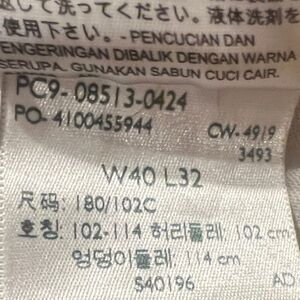 返して洗ってください。液体洗剤を
使用下さい。- PENCUCIAN DAN
PENGERINGAN DIBALIK DENGAN WARNA
SERUPA. GUNAKAN SABUN CUCI CAIR.
PC9-08513-0424
PO-4100455944 CW-4919
3493
W40 L32
尺码: 180/102C
호칭: 102-114 허리둘레: 102 cm
엉덩이둘레: 114 cm
S40196 AD